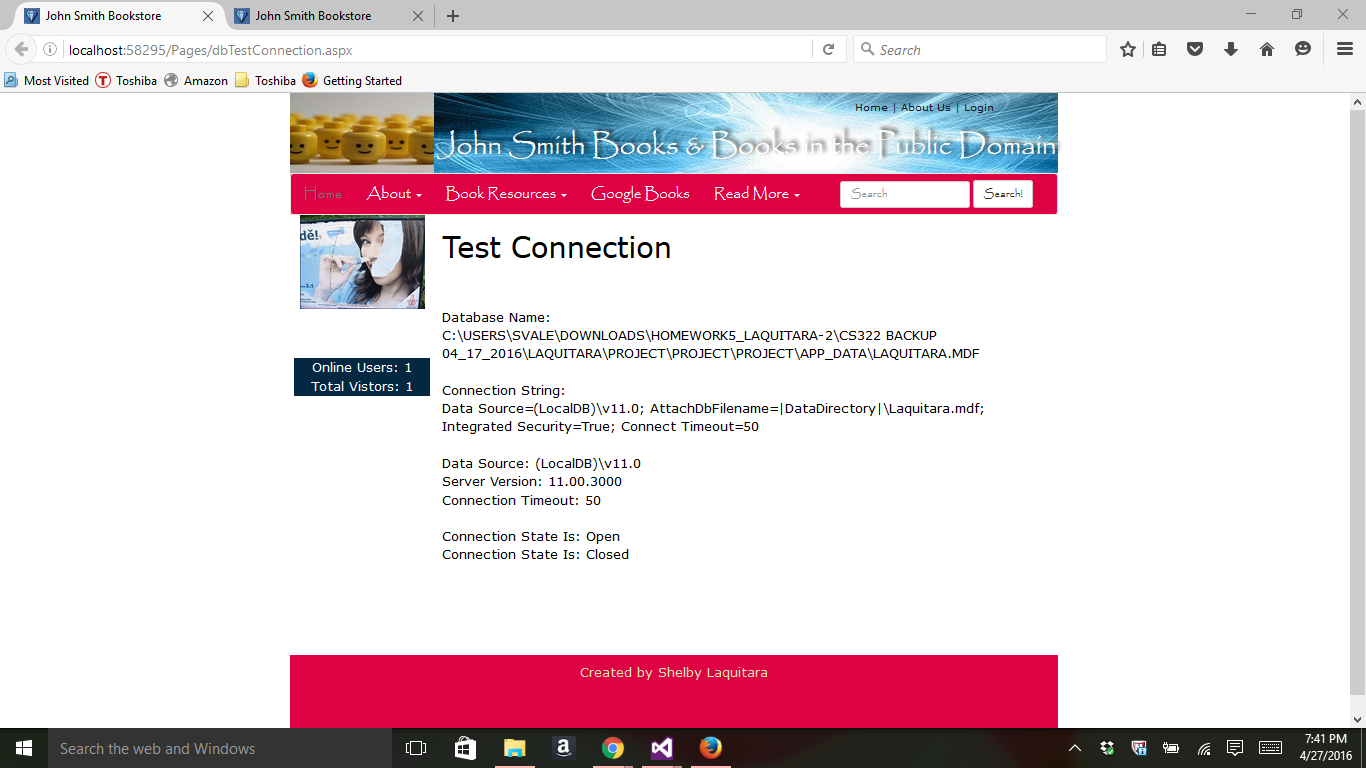 John Smith Bookstore
John Smith Bookstore
localhost:58295/Pages/dbTestConnection.aspx
Search
Most Visited
Toshiba
Amazon
Toshiba
Getting Started
Home | About Us | Login
John Smith Books & Books in the Public Domain
Home
About
Book Resources
Google Books
Read More
Search
Search!
dě!
Test Connection
Database Name:
C:\USERS\SVALE\DOWNLOADS\HOMEWORK5_LAQUITARA-2\CS322 BACKUP
04_17_2016\LAQUITARA\PROJECT\PROJECT\PROJECT\APP_DATA\LAQUITARA.MDF
Online Users: 1
Total Vistors: 1
Connection String:
Data Source=(LocalDB)\v11.0; AttachDbFilename=|DataDirectory|\Laquitara.mdf;
Integrated Security=True; Connect Timeout=50
Data Source: (LocalDB)\v11.0
Server Version: 11.00.3000
Connection Timeout: 50
Connection State Is: Open
Connection State Is: Closed
Created by Shelby Laquitara
Search the web and Windows
7:41 PM
4/27/2016